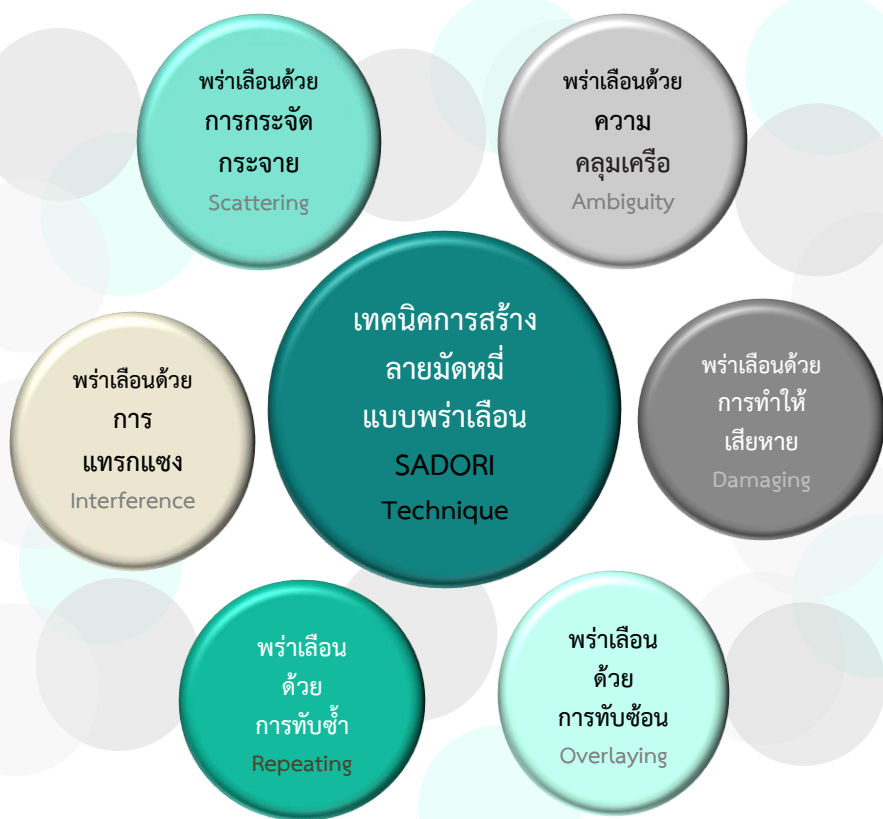 พร่าเลือนด้วย
การกระจัด
กระจาย
Scattering
พร่าเลือนด้วย
ความ
คลุมเครือ
Ambiguity
เทคนิคการสร้าง
ลายมัดหมี่
แบบพร่าเลือน
SADORI
Technique
พร่าเลือนด้วย
การ
แทรกแซง
Interference
พร่าเลือนด้วย
การทำให้
เสียหาย
Damaging
พร่าเลือน
ด้วย
การทับซ้ำ
Repeating
พร่าเลือน
ด้วย
การทับซ้อน
Overlaying